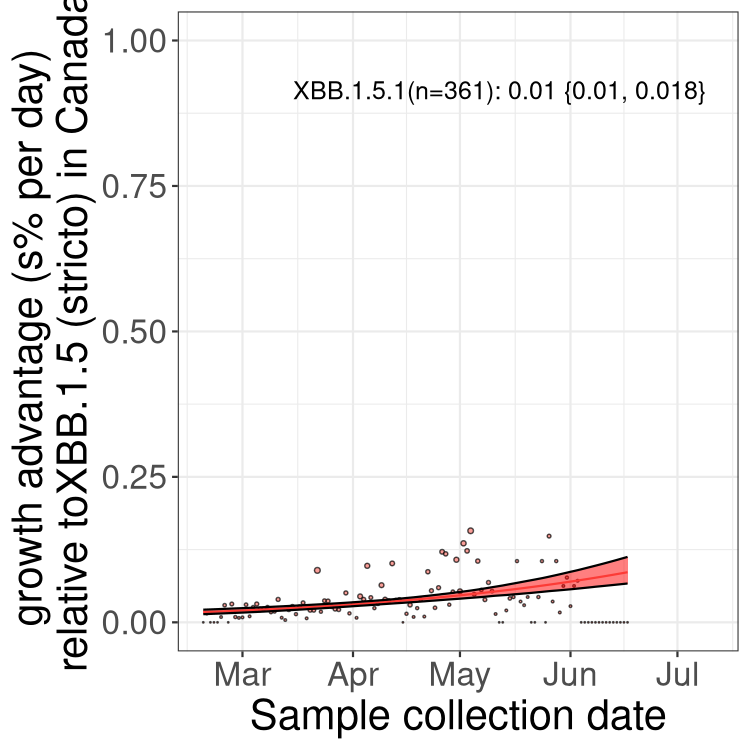 growth advantage (s% per day)
relative toXBB.1.5 (stricto) in Canada
1.00
0.75
0.50
0.25
0.00
XBB.1.5.1(n=361): 0.01 {0.01, 0.018}
Mar Apr May Jun Jul
Sample collection date